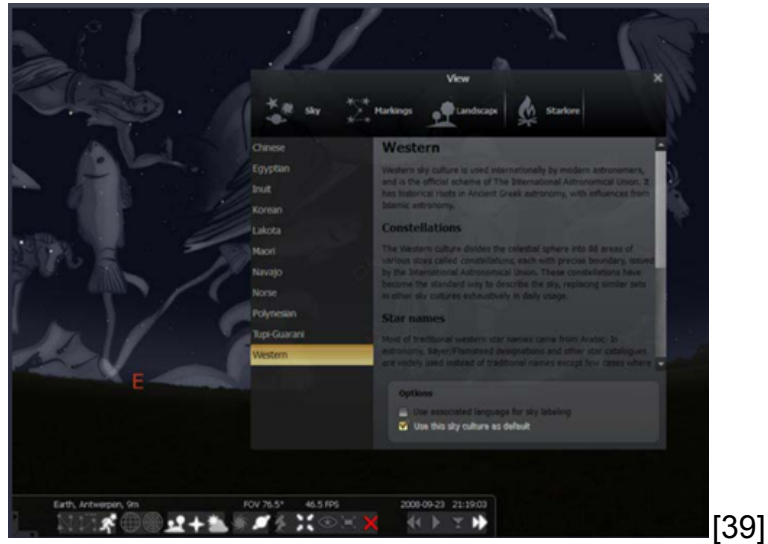 View
Sky Markings Landscape Starlore
Chinese
Egyptian
Inuit
Korean
Lakota
Maori
Navajo
Norse
Polynesian
Tupi-Guarani
Western
Western
Western sky culture is used internationally by modern astronomers,
and is the official scheme of The International Astronomical Union. It
has historical roots in Ancient Greek astronomy, with influences from
Islamic astronomy.
Constellations
The Western culture divides the celestial sphere into 88 areas of
various sizes called constellations, each with precise boundary, issued
by the International Astronomical Union. These constellations have
become the standard way to describe the sky, replacing similar sets
in other sky cultures exhaustively in daily usage.
Star names
Most of traditional western star names came from Arabic. In
astronomy, Bayer/Flamsteed designations and other star catalogues
are widely used instead of traditional names except few cases where
Options
Use associated language for sky labeling
Use this sky culture as default
E
Earth, Antwerpen, 9m FOV 76.5° 46.5 FPS 2008-09-23 21:19:03
[39]